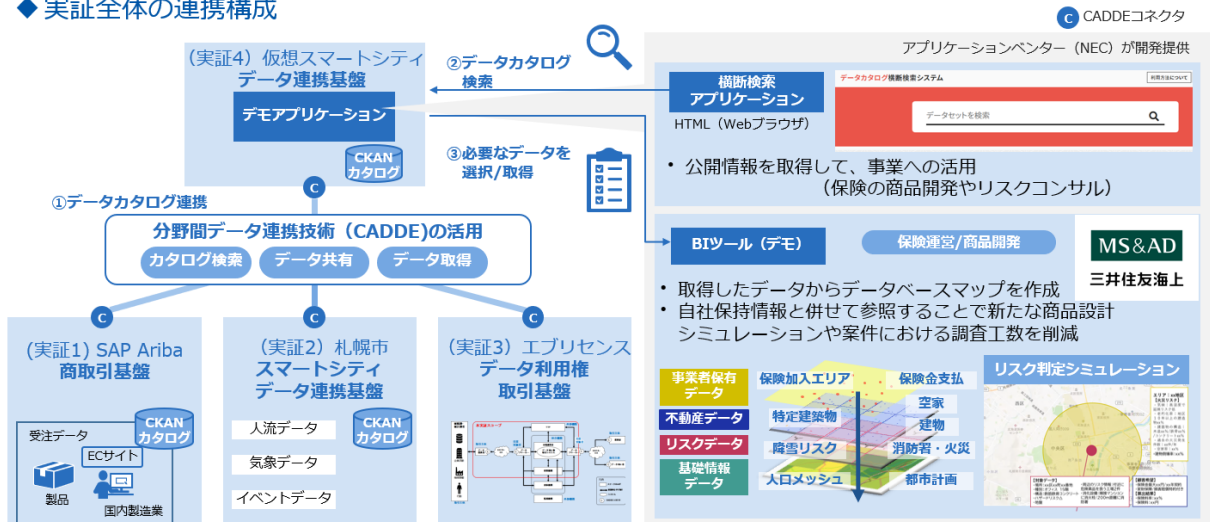 ◆ 実証全体の連携構成
C CADDEコネクタ
アプリケーションベンター（NEC）が開発提供
(実証4）仮想スマートシティ
データ連携基盤
デモアプリケーション
CKAN
カタログ
②データカタログ
検索
③必要なデータを
選択/取得
横断検索
アプリケーション
HTML（Webブラウザ）
データカタログ横断検索システム
利用方法について
データセットを検索
• 公開情報を取得して、事業への活用
（保険の商品開発やリスクコンサル）
C
①データカタログ連携
分野間データ連携技術（CADDE)の活用
カタログ検索
データ共有
データ取得
BIツール（デモ）
保険運営/商品開発
MS&AD
三井住友海上
• 取得したデータからデータベースマップを作成
• 自社保持情報と併せて参照することで新たな商品設計
シミュレーションや案件における調査工数を削減
C
C
C
(実証1) SAP Ariba
商取引基盤
CKAN
カタログ
受注データ
ECサイト
製品
国内製造業
（実証2）札幌市
スマートシティ
データ連携基盤
CKAN
カタログ
人流データ
気象データ
イベントデータ
（実証3）エブリセンス
データ利用権
取引基盤
事業者保有
データ
不動産データ
リスクデータ
基礎情報
データ
保険加入エリア
保険金支払
特定建築物
空家
建物
降雪リスク
消防署・火災
人口メッシュ
都市計画
リスク判定シミュレーション